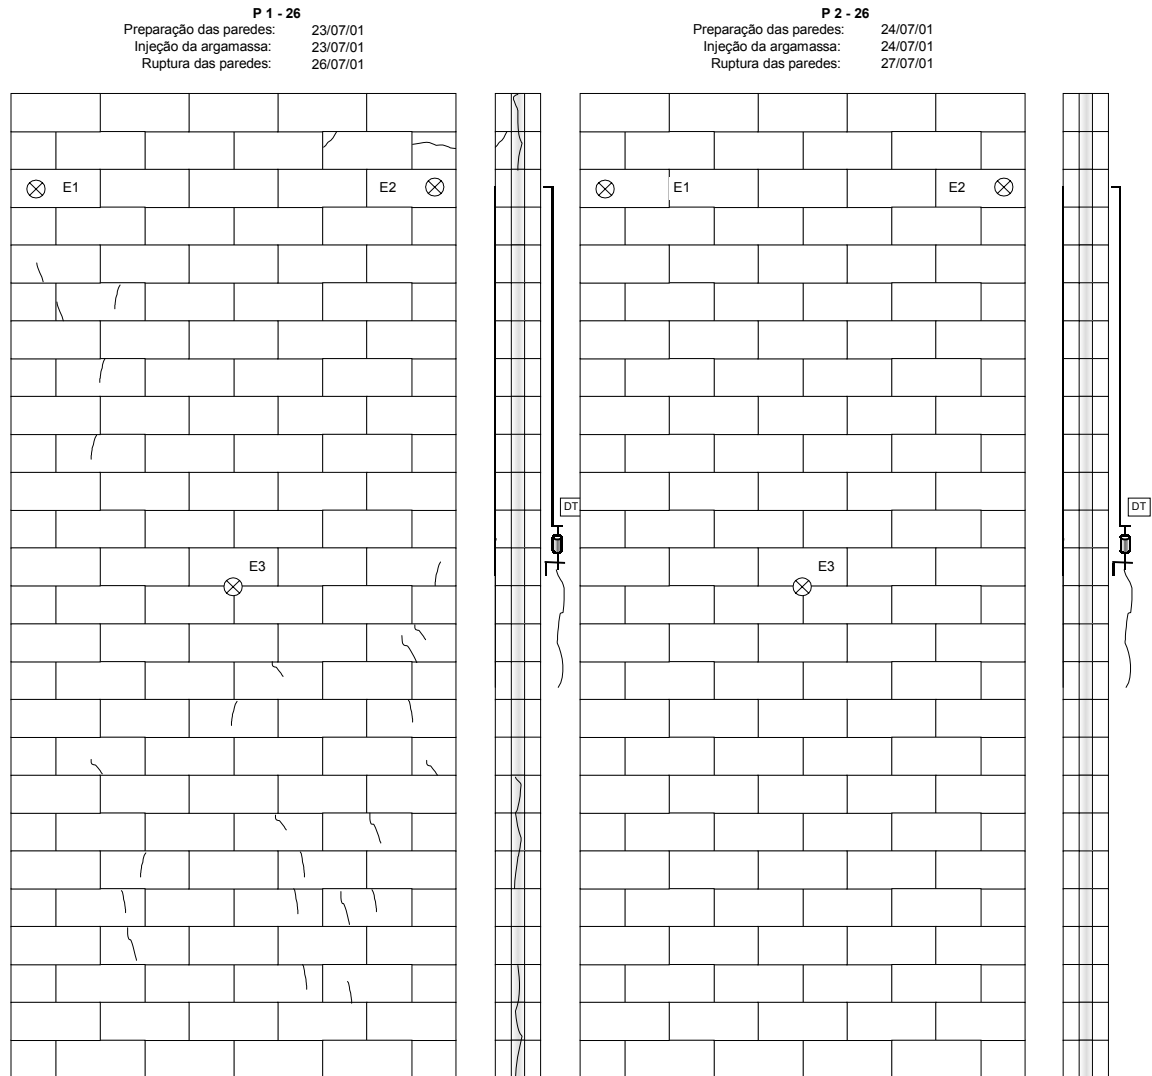 P 1 - 26
Preparação das paredes: 23/07/01
Injeção da argamassa: 23/07/01
Ruptura das paredes: 26/07/01
E1
E2
DT
E3
P 2 - 26
Preparação das paredes: 24/07/01
Injeção da argamassa: 24/07/01
Ruptura das paredes: 27/07/01
E1
E2
DT
E3